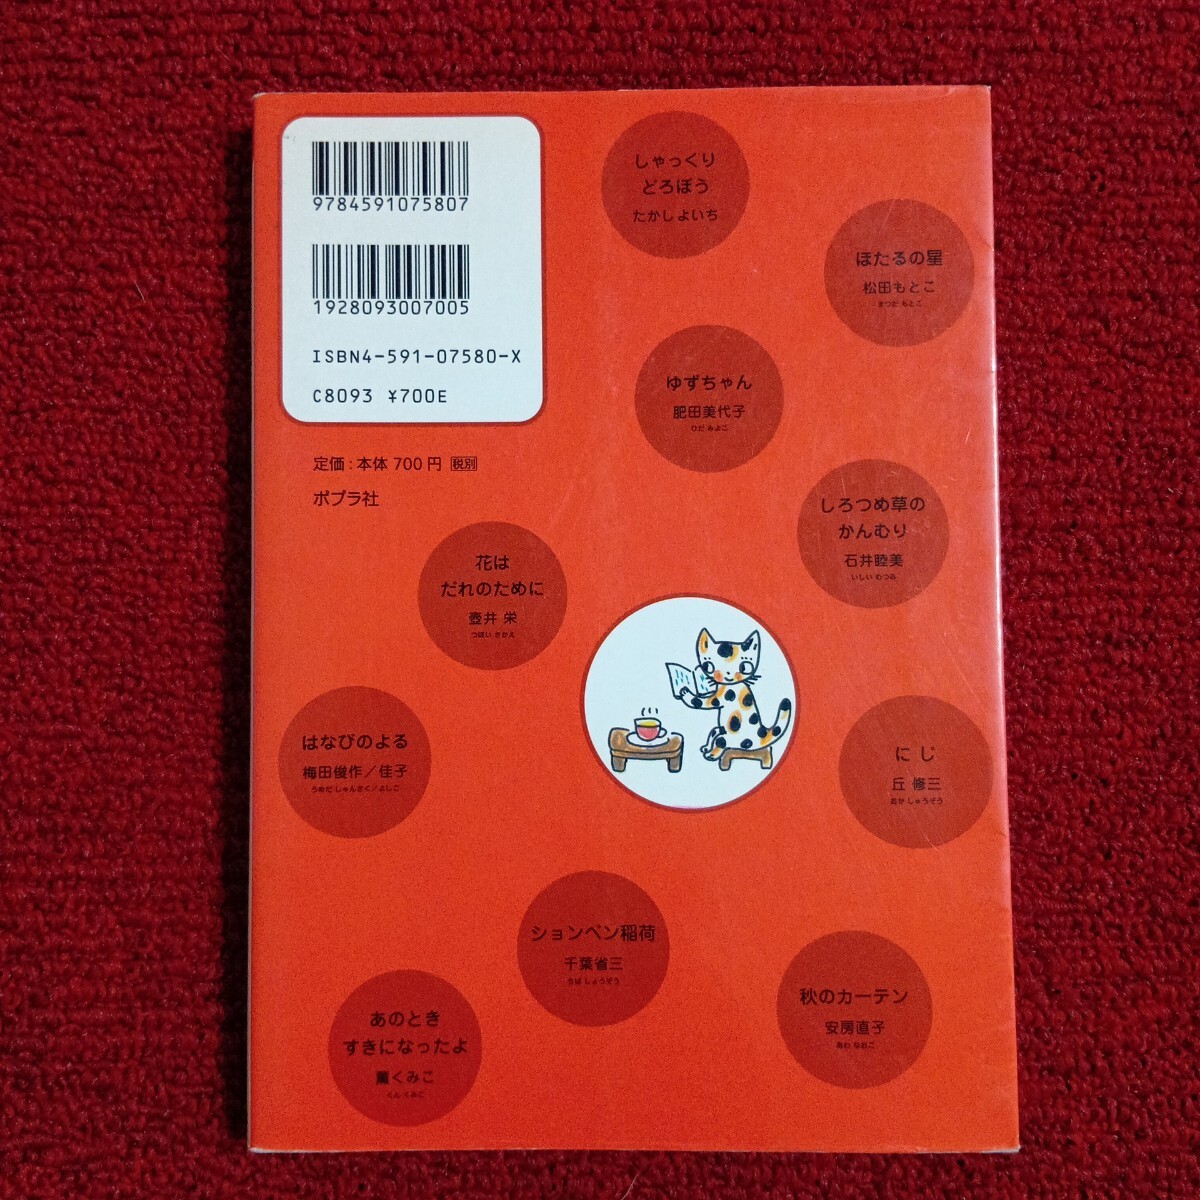 9784591075807
1928093007005
ISBN4-591-07580-X
C8093 ¥700E
定価:本体 700円 税別
ポプラ社
しゃっくり
どろぼう
たかしよいち
ほたるの星
松田もとこ
まつだ もとこ
ゆずちゃん
肥田美代子
ひだ みよこ
しろつめ草の
かんむり
石井睦美
いしい むつみ
花は
だれのために
壺井 栄
つぼい さかえ
はなびのよる
梅田俊作/佳子
うめだ しゅんさく/よしこ
にじ
丘 修三
おか しゅうぞう
ションベン稲荷
千葉省三
ちば しょうぞう
秋のカーテン
安房直子
あわ なおこ
あのとき
すきになったよ
薫くみこ
くん くみこ